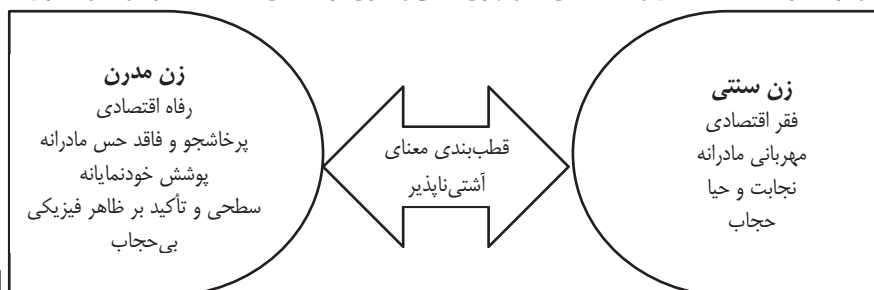 زن سنتی
فقر اقتصادی
مهربانی مادرانه
نجابت و حیا
حجاب
قطب‌بندی معنای
آشتی‌ناپذیر
زن مدرن
رفاه اقتصادی
پرخاشجو و فاقد حس مادرانه
پوشش خودنمایانه
سطحی و تأکید بر ظاهر فیزیکی
بی‌حجاب